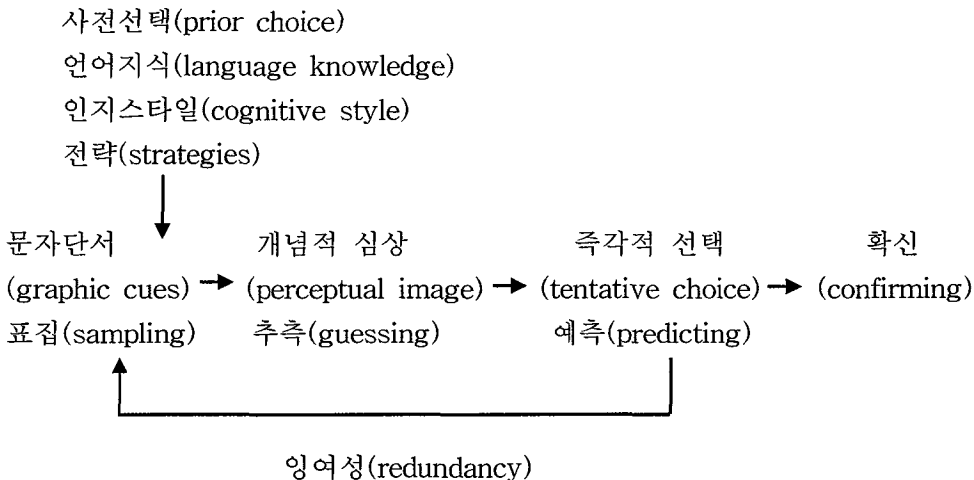 사전선택(prior choice)
언어지식(language knowledge)
인지스타일(cognitive style)
전략(strategies)
문자단서 개념적 심상 즉각적 선택 확신
(graphic cues) (perceptual image) (tentative choice) (confirming)
표집(sampling) 추측(guessing) 예측(predicting)
잉여성(redundancy)